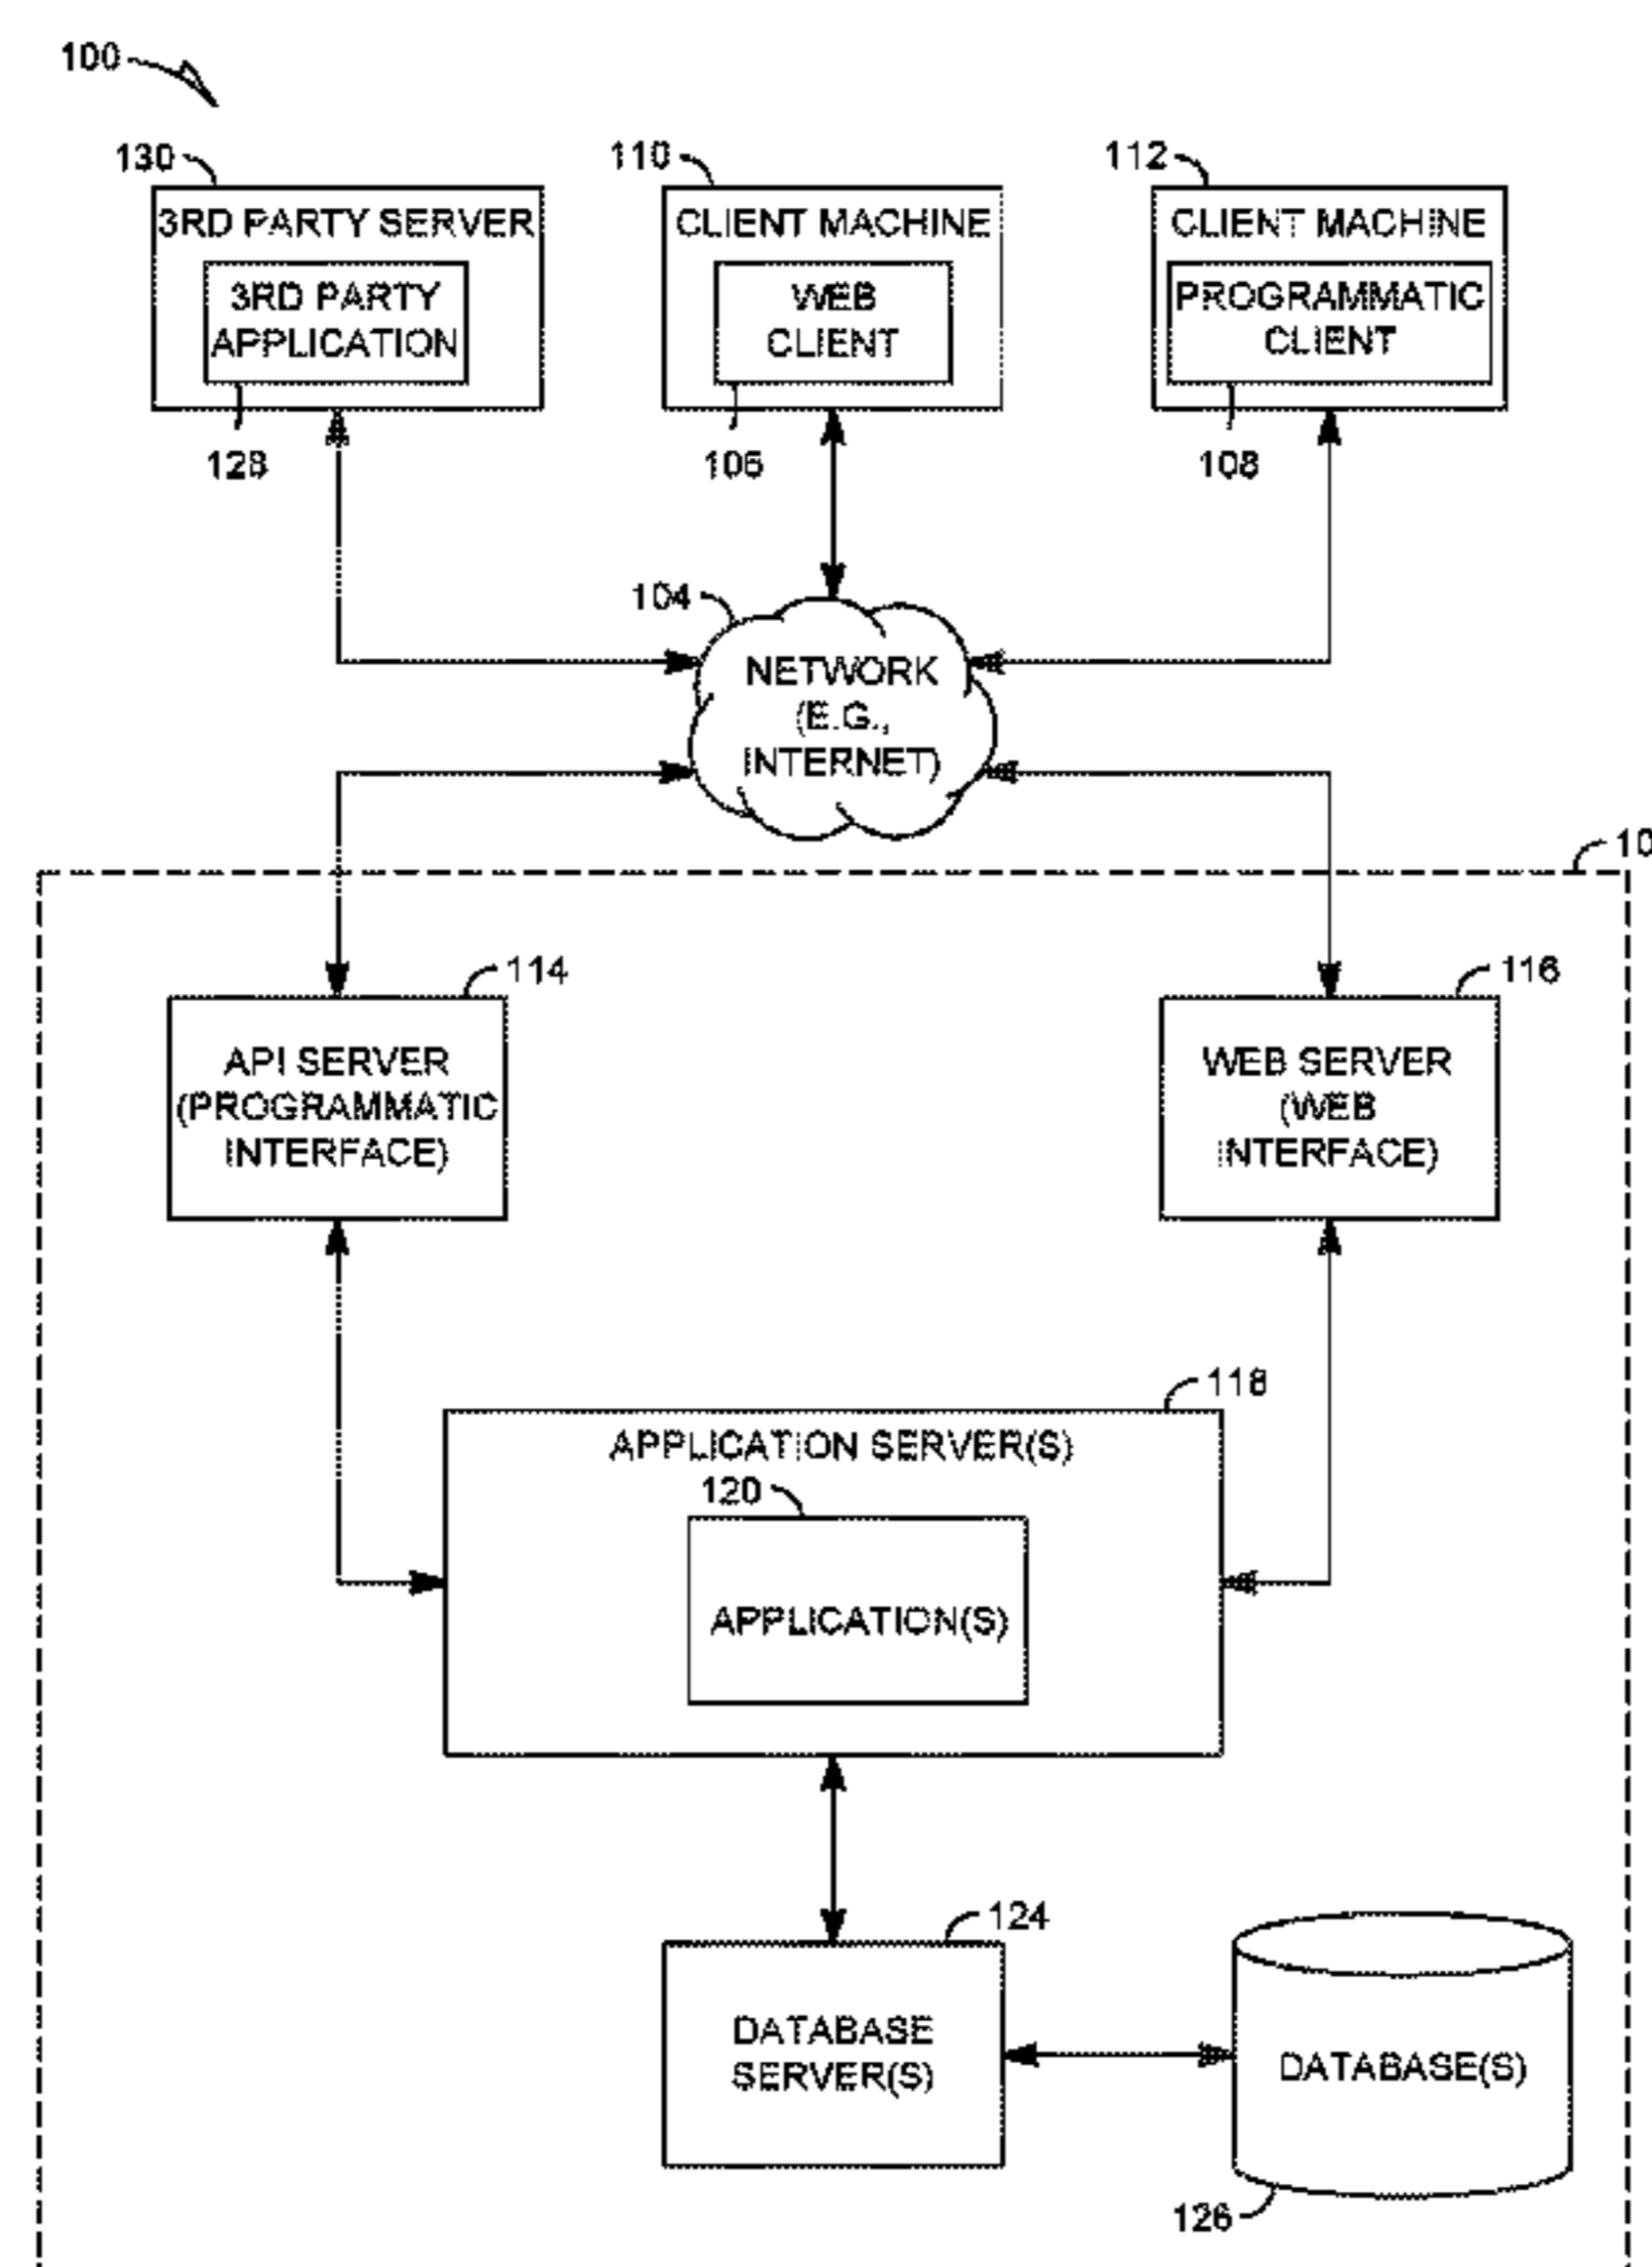 100
130
110
112
3RD PARTY SERVER
CLIENT MACHINE
CLIENT MACHINE
3RD PARTY
APPLICATION
WEB
CLIENT
PROGRAMMATIC
CLIENT
128
106
108
104
NETWORK
(E.G.,
INTERNET)
10
114
116
API SERVER
(PROGRAMMATIC
INTERFACE)
WEB SERVER
(WEB
INTERFACE)
118
APPLICATION SERVER(S)
120
APPLICATION(S)
124
DATABASE
SERVER(S)
DATABASE(S)
126